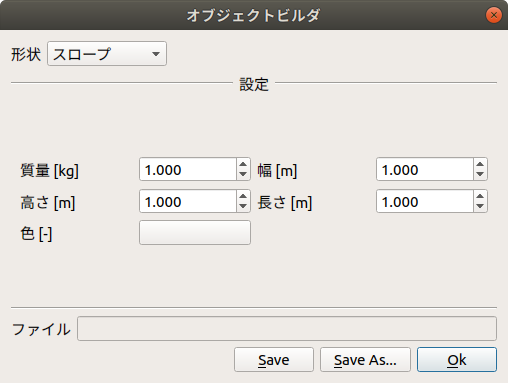 オブジェクトビルダ
形状 スロープ
設定
質量 [kg] 1.000 幅 [m] 1.000
高さ [m] 1.000 長さ [m] 1.000
色 [-]
ファイル
Save Save As... Ok